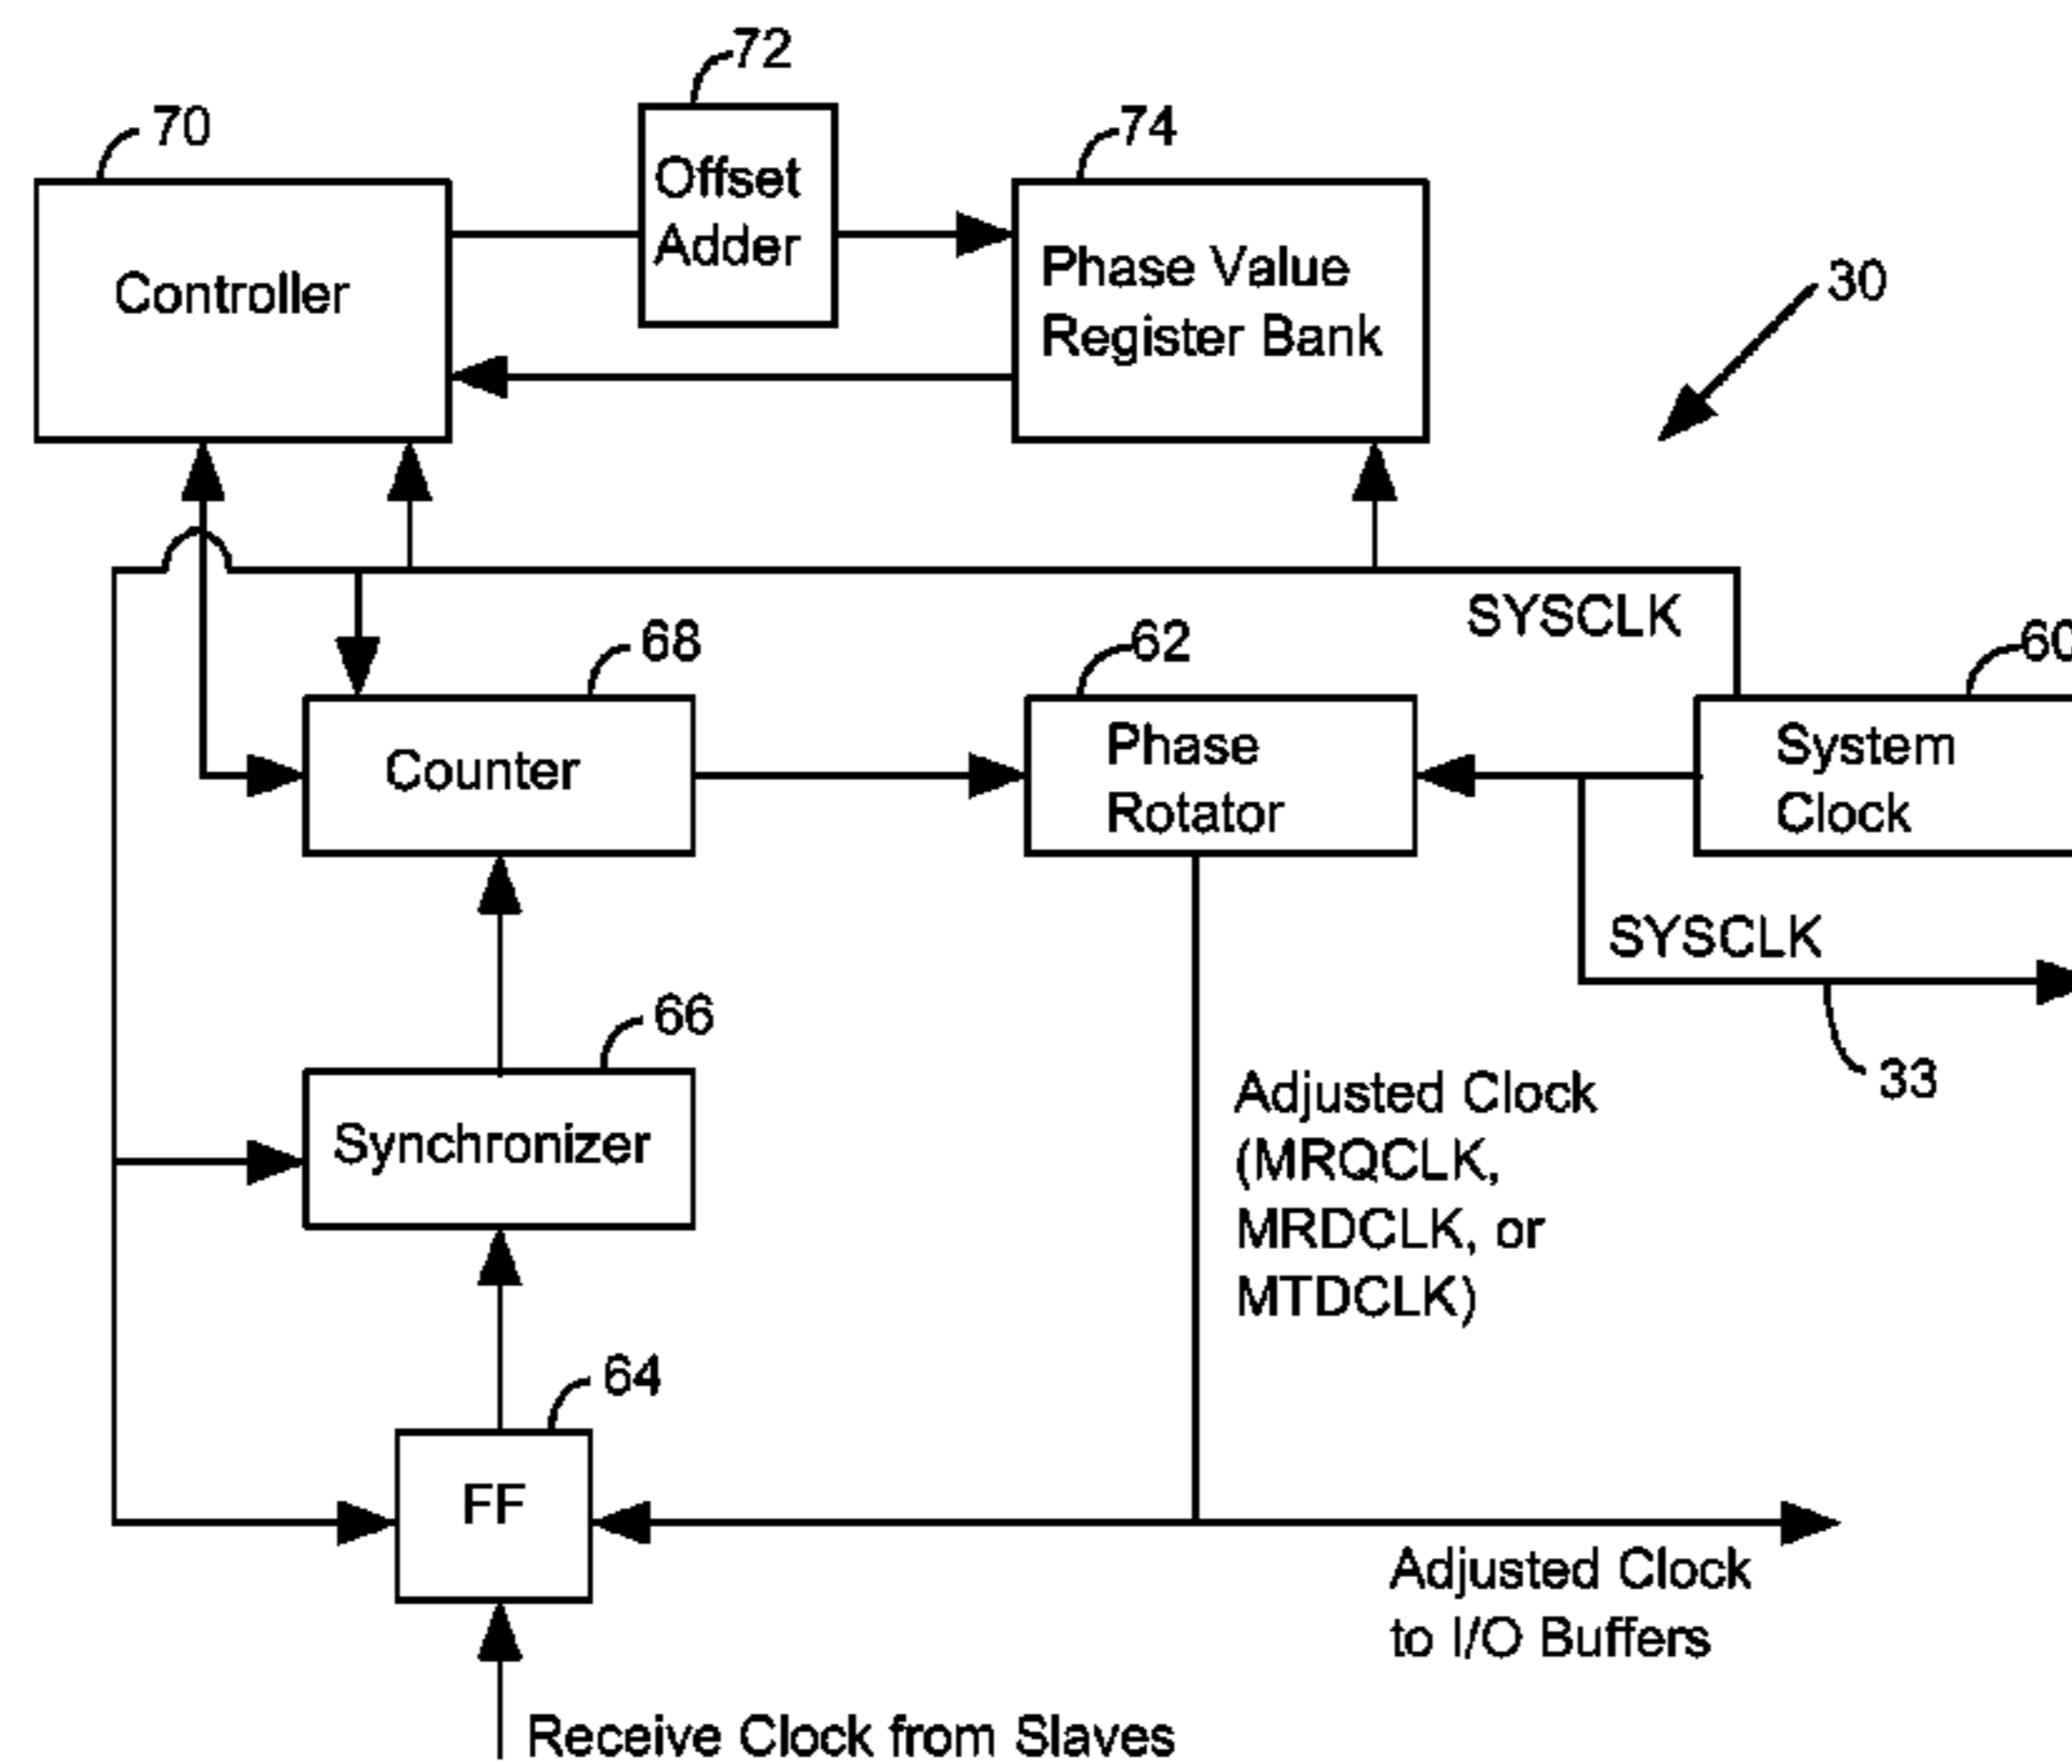 72
70
74
Offset
Adder
Controller
Phase Value
Register Bank
30
SYSCLK
68
62
60
Counter
Phase
Rotator
System
Clock
SYSCLK
66
33
Synchronizer
Adjusted Clock
(MRQCLK,
MRDCLK, or
MTDCLK)
64
FF
Adjusted Clock
to I/O Buffers
Receive Clock from Slaves